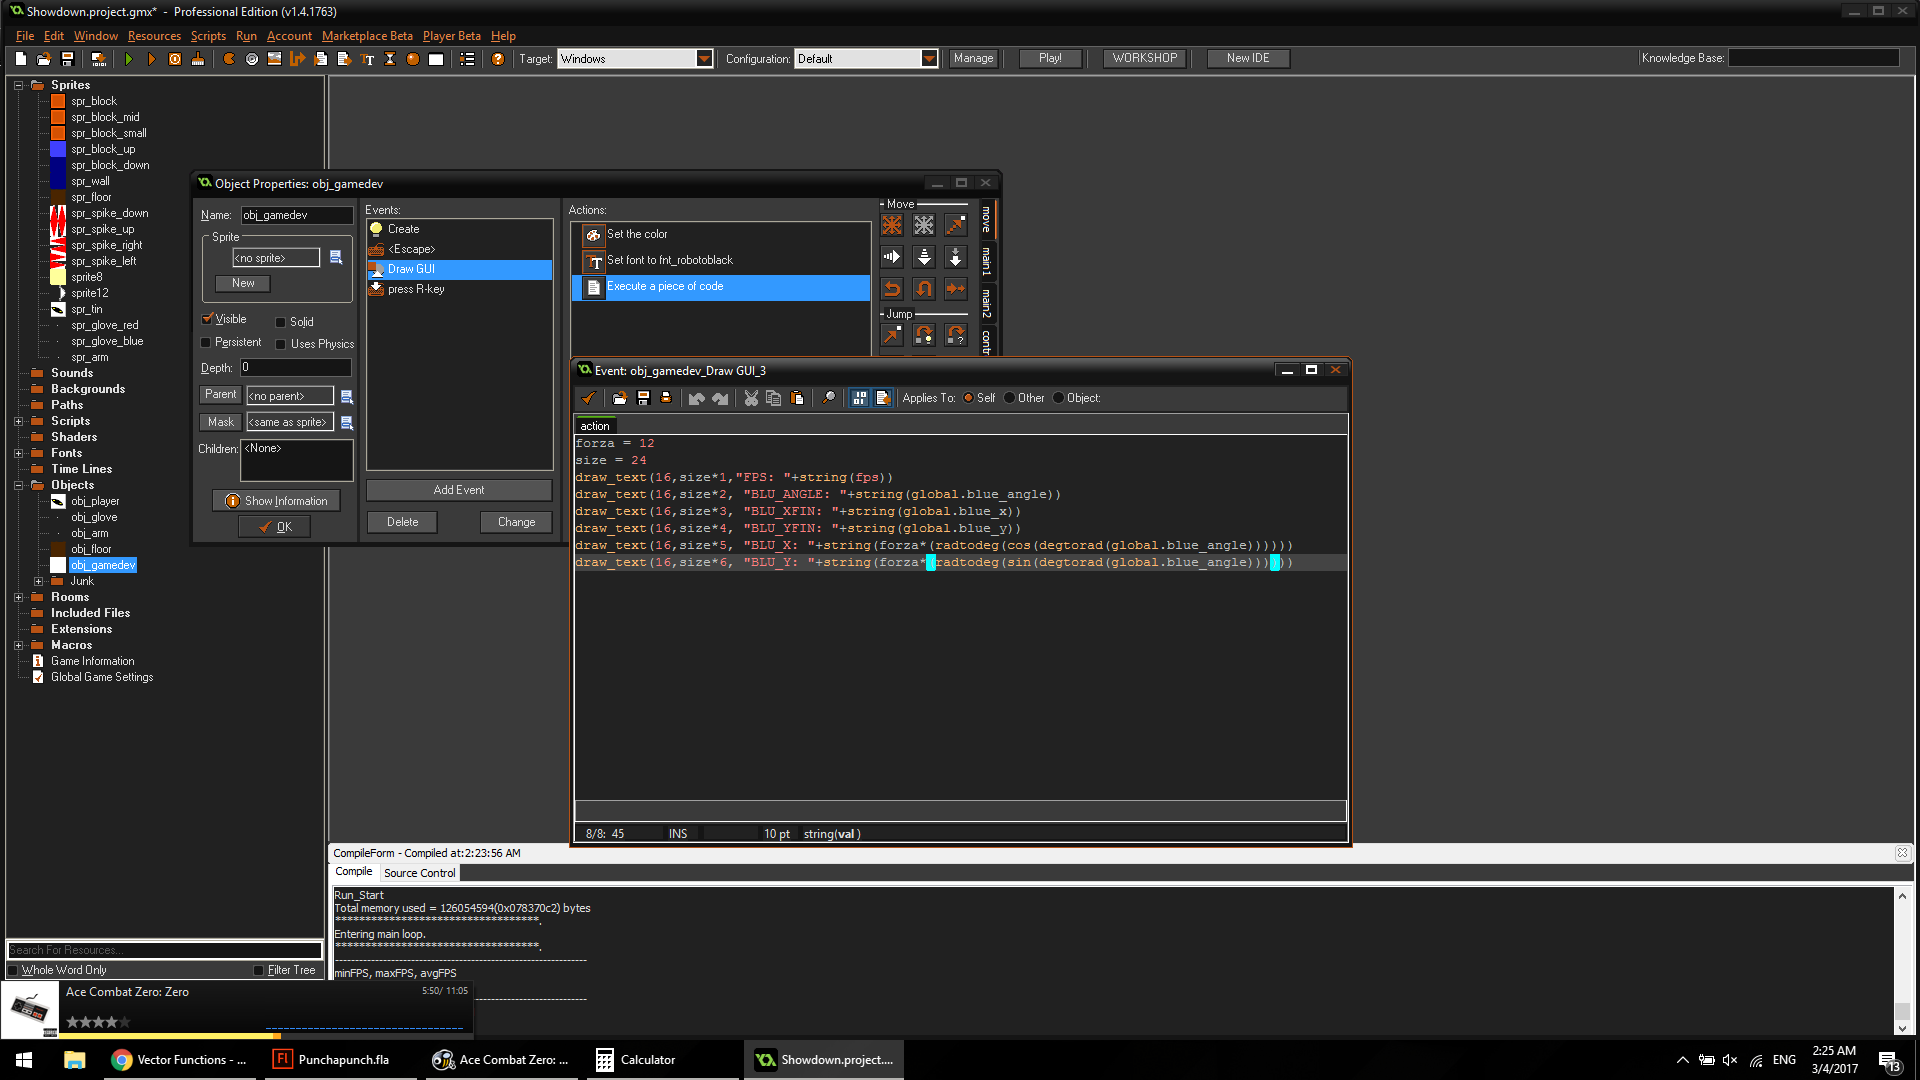 Showdown.project.gmx* - Professional Edition (v1.4.1763)
File Edit Window Resources Scripts Run Account Marketplace Beta Player Beta Help
Target: Windows Configuration: Default Manage Play! WORKSHOP New IDE Knowledge Base:
Sprites
spr_block
spr_block_mid
spr_block_small
spr_block_up
spr_block_down
spr_wall
spr_floor
spr_spike_down
spr_spike_up
spr_spike_right
spr_spike_left
sprite8
sprite12
spr_tin
spr_glove_red
spr_glove_blue
spr_arm
Sounds
Backgrounds
Paths
Scripts
Shaders
Fonts
Time Lines
Objects
obj_player
obj_glove
obj_arm
obj_floor
obj_gamedev
Junk
Rooms
Included Files
Extensions
Macros
Game Information
Global Game Settings
Search For Resources...
Whole Word Only Filter Tree
Object Properties: obj_gamedev
Name: obj_gamedev
Sprite
<no sprite>
New
Visible Solid
Persistent Uses Physics
Depth: 0
Parent <no parent>
Mask <same as sprite>
Children: <None>
Show Information
OK
Events:
Create
<Escape>
Draw GUI
press R-key
Add Event
Delete Change
Actions:
Set the color
Set font to fnt_robotoblack
Execute a piece of code
Move
Jump
move
main1
main2
contr
Event: obj_gamedev_Draw GUI_3
Applies To: Self Other Object:
action
forza = 12
size = 24
draw_text(16,size*1,"FPS: "+string(fps))
draw_text(16,size*2, "BLU_ANGLE: "+string(global.blue_angle))
draw_text(16,size*3, "BLU_XFIN: "+string(global.blue_x))
draw_text(16,size*4, "BLU_YFIN: "+string(global.blue_y))
draw_text(16,size*5, "BLU_X: "+string(forza*(radtodeg(cos(degtorad(global.blue_angle))))))
draw_text(16,size*6, "BLU_Y: "+string(forza*(radtodeg(sin(degtorad(global.blue_angle))))))
8/8: 45 INS 10 pt string(val )
CompileForm - Compiled at:2:23:56 AM
Compile Source Control
Run_Start
Total memory used = 126054594(0x078370c2) bytes
***********************************.
Entering main loop.
***********************************.
minFPS, maxFPS, avgFPS
Ace Combat Zero: Zero 5:50/ 11:05
Vector Functions - ... Punchapunch.fla Ace Combat Zero: ... Calculator Showdown.project.... ENG 2:25 AM
3/4/2017
13